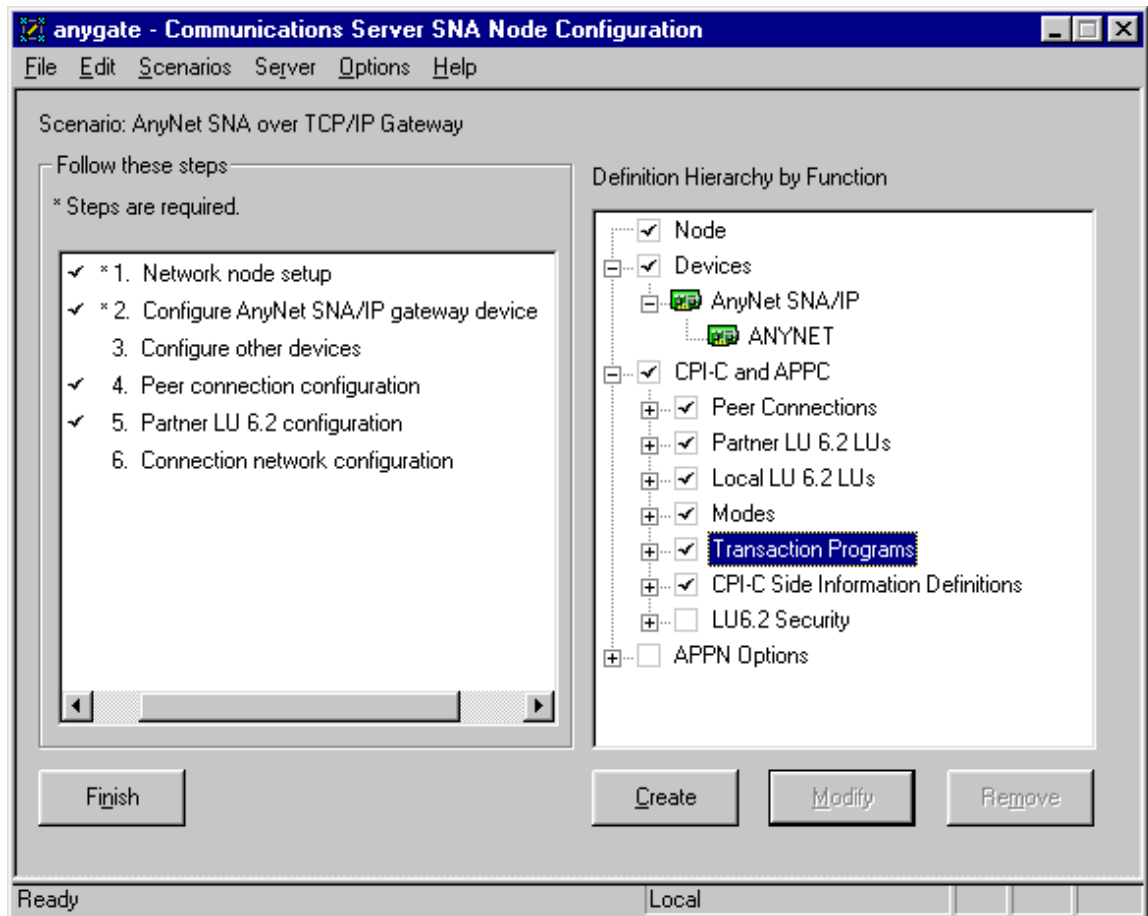 anygate - Communications Server SNA Node Configuration
File Edit Scenarios Server Options Help
Scenario: AnyNet SNA over TCP/IP Gateway
Follow these steps
* Steps are required.
* 1. Network node setup
* 2. Configure AnyNet SNA/IP gateway device
3. Configure other devices
4. Peer connection configuration
5. Partner LU 6.2 configuration
6. Connection network configuration
Definition Hierarchy by Function
Node
Devices
AnyNet SNA/IP
ANYNET
CPI-C and APPC
Peer Connections
Partner LU 6.2 LUs
Local LU 6.2 LUs
Modes
Transaction Programs
CPI-C Side Information Definitions
LU6.2 Security
APPN Options
Finish
Create
Modify
Remove
Ready
Local